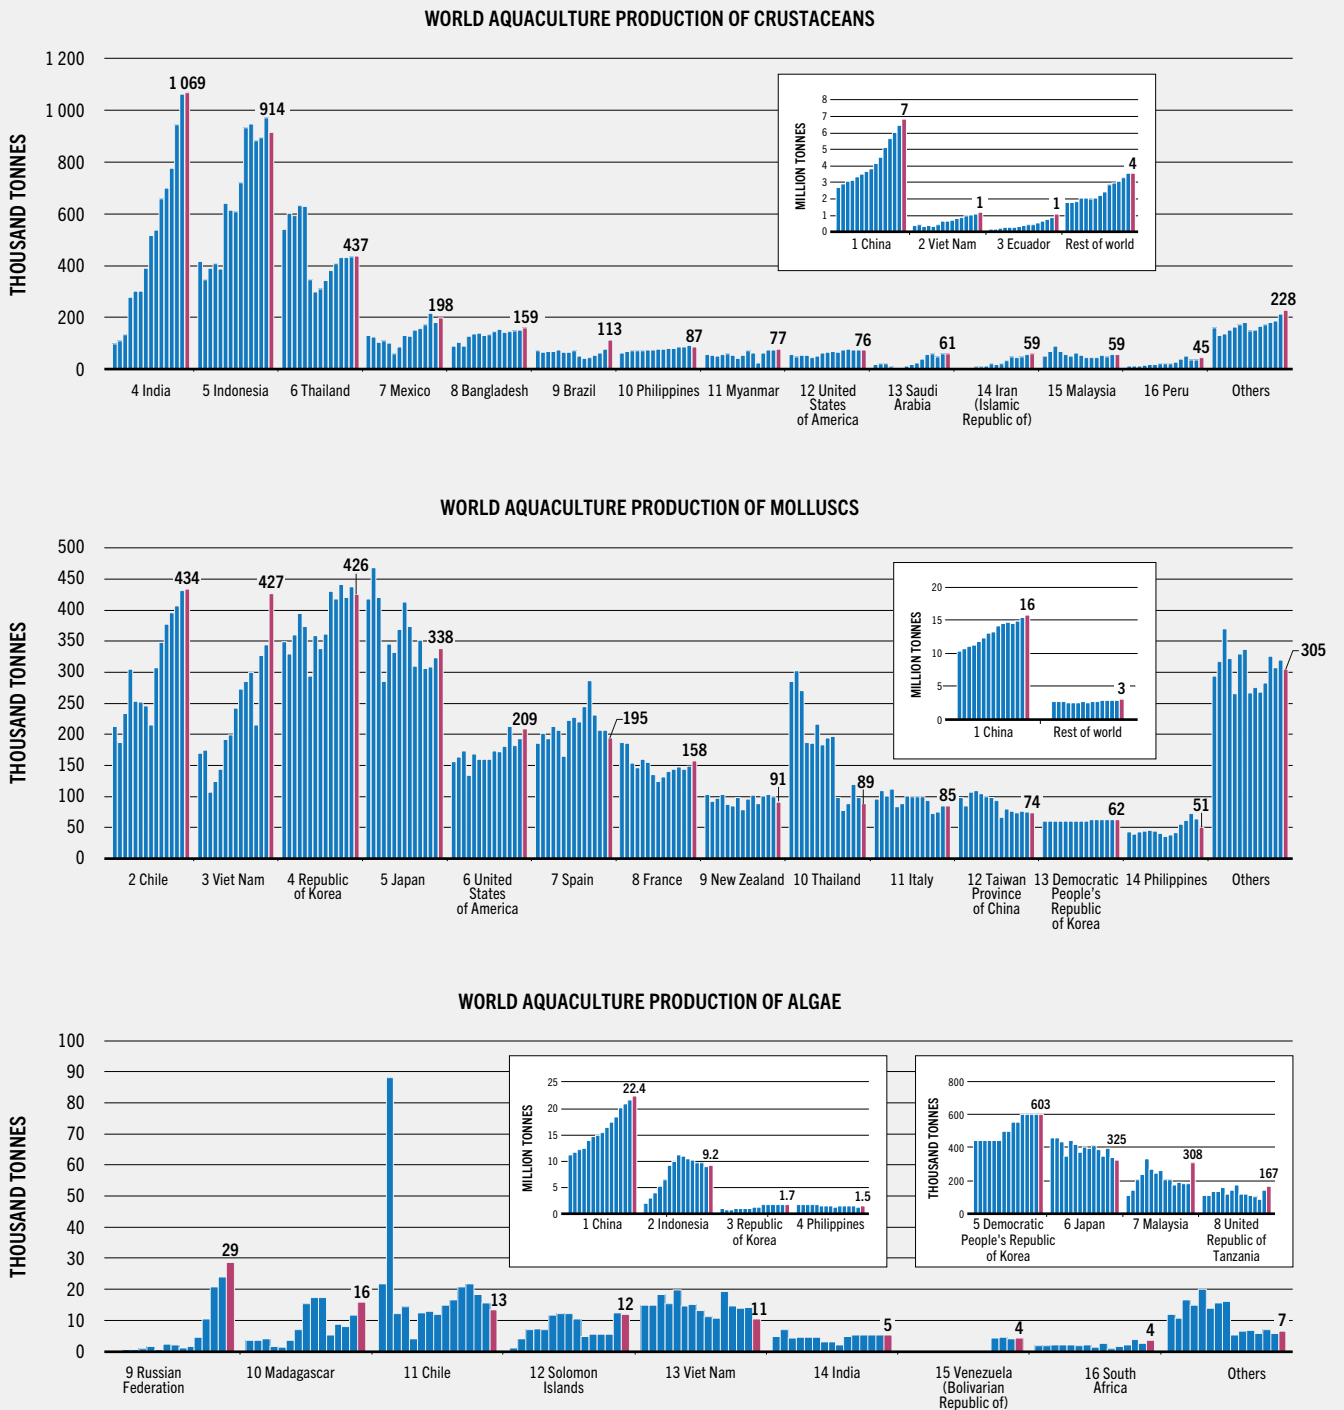 WORLD AQUACULTURE PRODUCTION OF CRUSTACEANS
THOUSAND TONNES
1 200
1 000
800
600
400
200
0
1 069
914
437
198
159
113
87
77
76
61
59
59
45
228
4 India
5 Indonesia
6 Thailand
7 Mexico
8 Bangladesh
9 Brazil
10 Philippines
11 Myanmar
12 United
States
of America
13 Saudi
Arabia
14 Iran
(Islamic
Republic of)
15 Malaysia
16 Peru
Others
MILLION TONNES
8
7
6
5
4
3
2
1
0
7
1
1
4
1 China
2 Viet Nam
3 Ecuador
Rest of world
WORLD AQUACULTURE PRODUCTION OF MOLLUSCS
THOUSAND TONNES
500
450
400
350
300
250
200
150
100
50
0
434
427
426
338
209
195
158
91
89
85
74
62
51
305
2 Chile
3 Viet Nam
4 Republic
of Korea
5 Japan
6 United
States
of America
7 Spain
8 France
9 New Zealand
10 Thailand
11 Italy
12 Taiwan
Province
of China
13 Democratic
People's
Republic
of Korea
14 Philippines
Others
MILLION TONNES
20
15
10
5
0
16
3
1 China
Rest of world
WORLD AQUACULTURE PRODUCTION OF ALGAE
THOUSAND TONNES
100
90
80
70
60
50
40
30
20
10
0
29
16
13
12
11
5
4
4
7
9 Russian
Federation
10 Madagascar
11 Chile
12 Solomon
Islands
13 Viet Nam
14 India
15 Venezuela
(Bolivarian
Republic of)
16 South
Africa
Others
MILLION TONNES
25
20
15
10
5
0
22.4
9.2
1.7
1.5
1 China
2 Indonesia
3 Republic
of Korea
4 Philippines
THOUSAND TONNES
800
600
400
200
0
603
325
308
167
5 Democratic
People's Republic
of Korea
6 Japan
7 Malaysia
8 United
Republic of
Tanzania